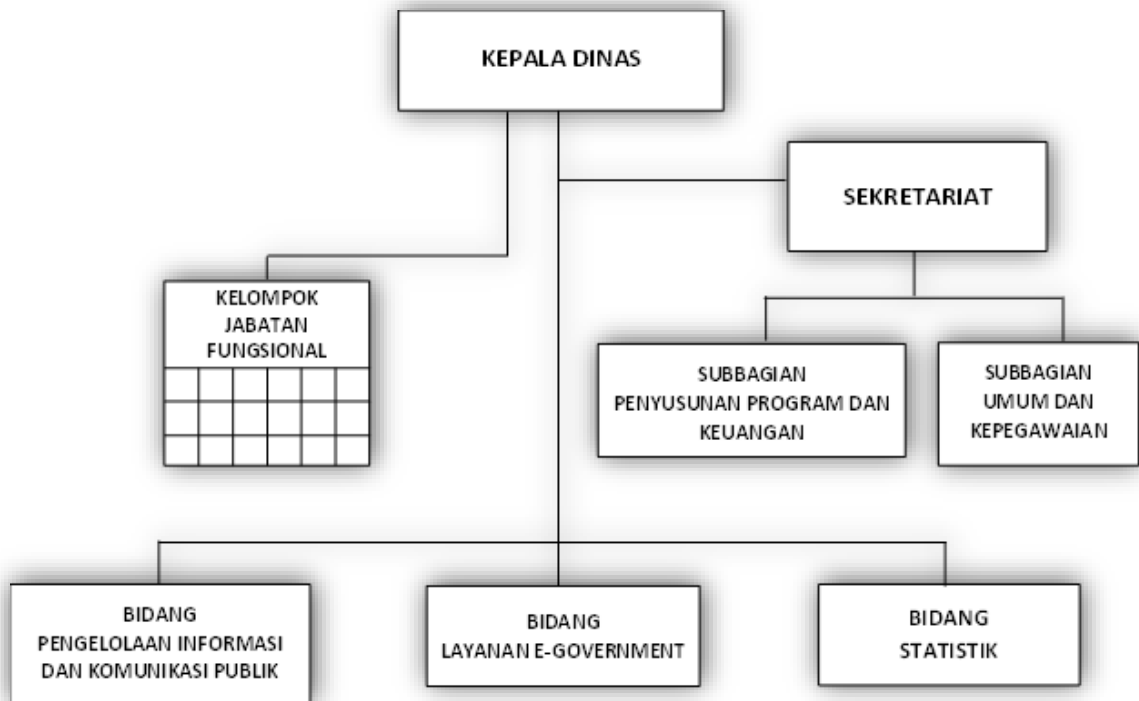 KEPALA DINAS
SEKRETARIAT
KELOMPOK
JABATAN
FUNGSIONAL
SUBBAGIAN
PENYUSUNAN PROGRAM DAN
KEUANGAN
SUBBAGIAN
UMUM DAN
KEPEGAWAIAN
BIDANG
PENGELOLAAN INFORMASI
DAN KOMUNIKASI PUBLIK
BIDANG
LAYANAN E-GOVERNMENT
BIDANG
STATISTIK